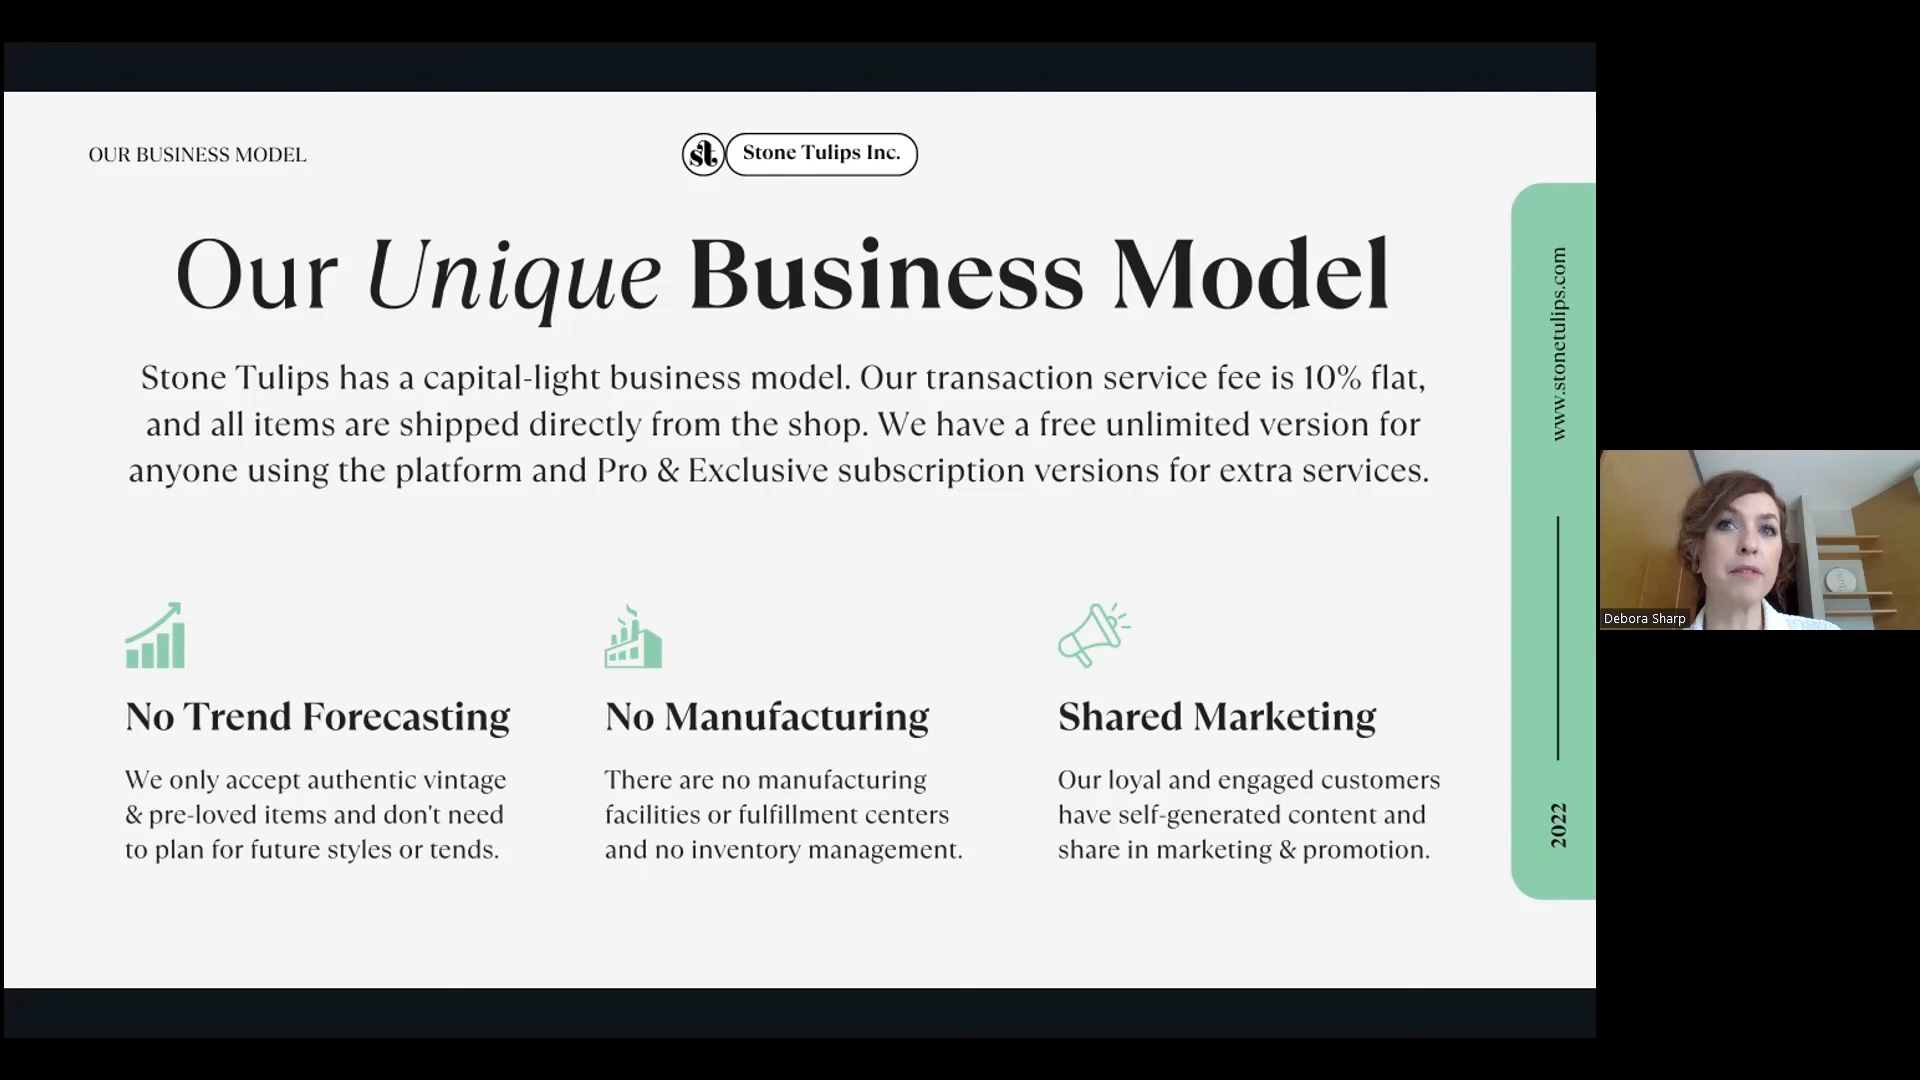 OUR BUSINESS MODEL
st
Stone Tulips Inc.
Our Unique Business Model
Stone Tulips has a capital-light business model. Our transaction service fee is 10% flat,
and all items are shipped directly from the shop. We have a free unlimited version for
anyone using the platform and Pro & Exclusive subscription versions for extra services.
No Trend Forecasting
We only accept authentic vintage
& pre-loved items and don't need
to plan for future styles or tends.
No Manufacturing
There are no manufacturing
facilities or fulfillment centers
and no inventory management.
Shared Marketing
Our loyal and engaged customers
have self-generated content and
share in marketing & promotion.
www.stonetulips.com
2022
Debora Sharp